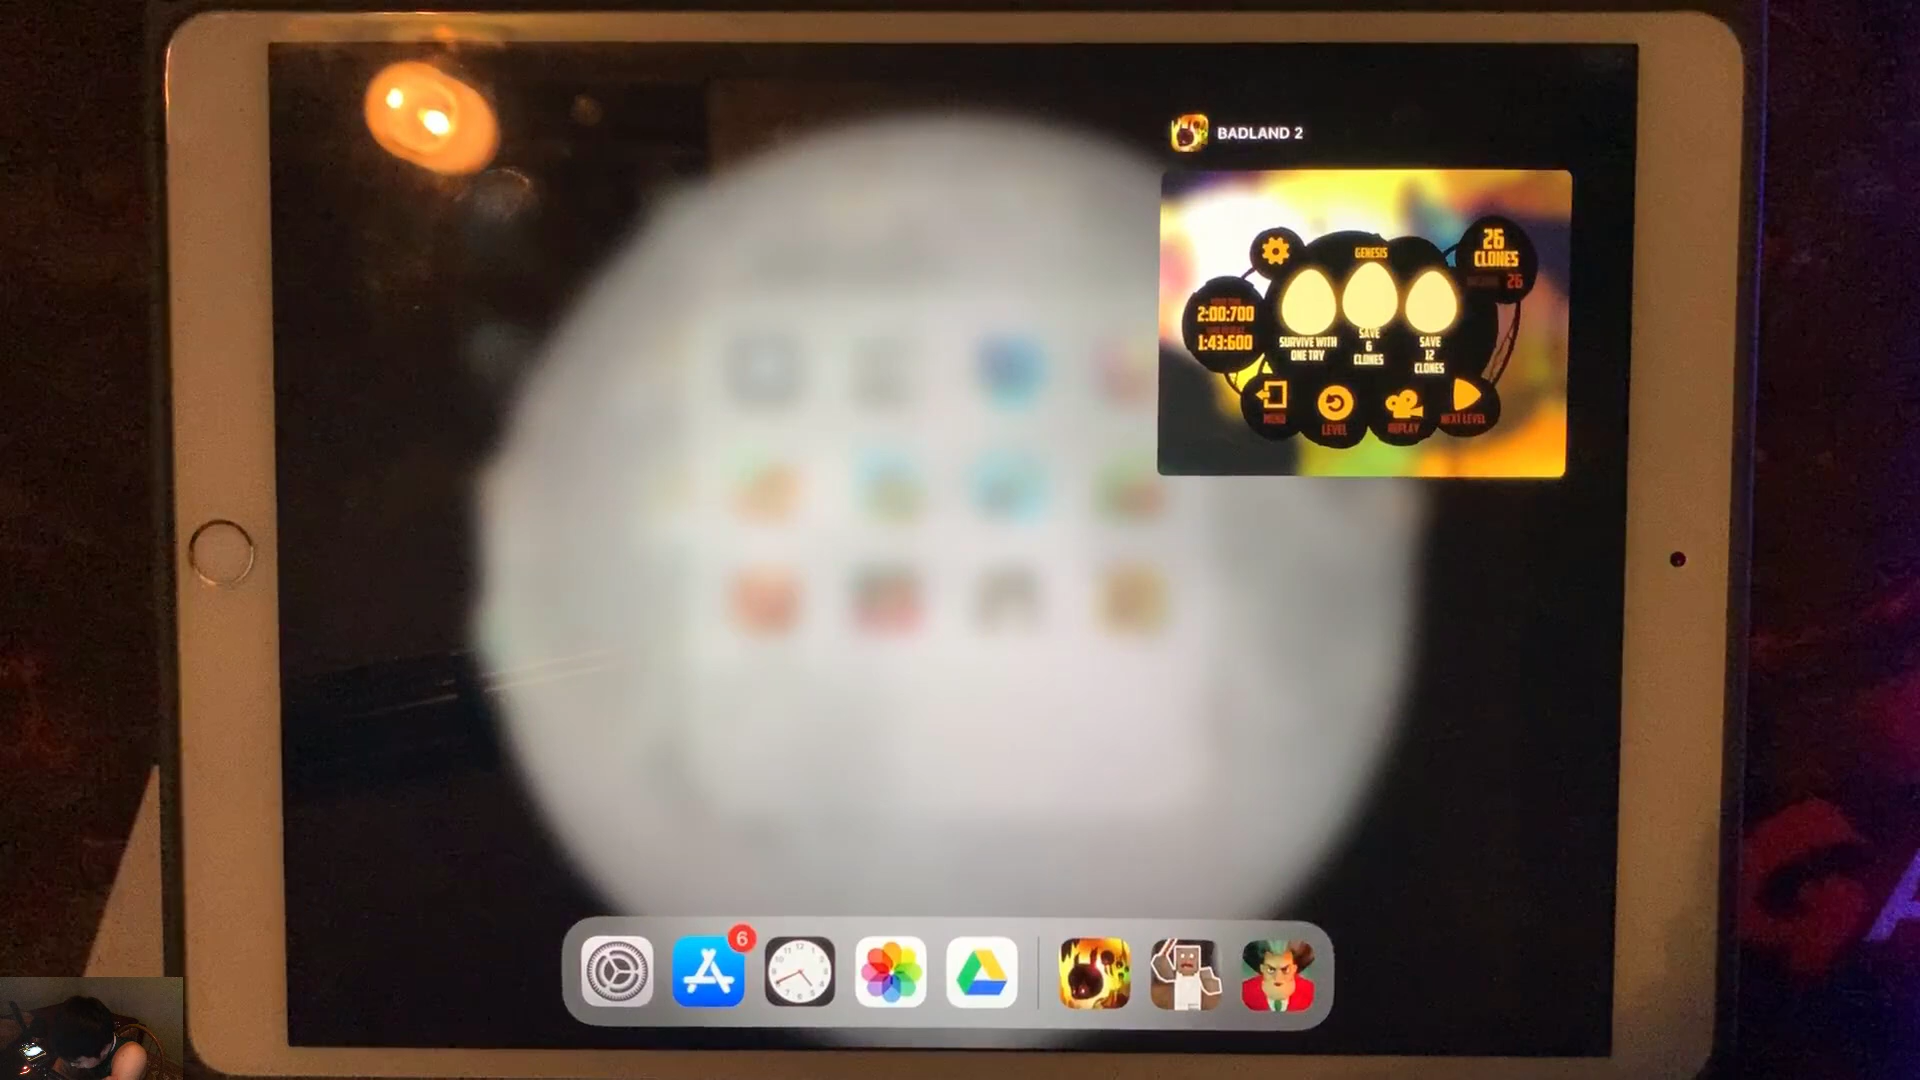 BADLAND 2
GENESIS
26
CLONES
26
2:00:700
1:43:600
SURVIVE WITH
ONE TRY
SAVE
6
CLONES
SAVE
12
CLONES
MENU
LEVEL
REPLAY
NEXT LEVEL
6